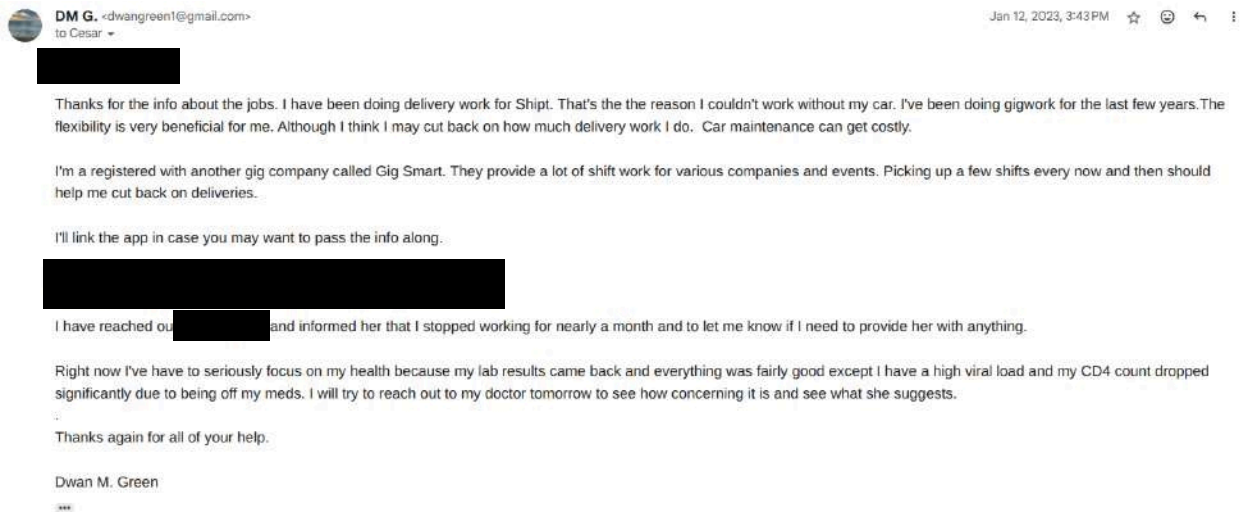 DM G. <dwangreen1@gmail.com>
Jan 12, 2023, 3:43 PM
to Cesar
Thanks for the info about the jobs. I have been doing delivery work for Shipt. That's the the reason I couldn't work without my car. I've been doing gigwork for the last few years.The
flexibility is very beneficial for me. Although I think I may cut back on how much delivery work I do.  Car maintenance can get costly.
I'm a registered with another gig company called Gig Smart. They provide a lot of shift work for various companies and events. Picking up a few shifts every now and then should
help me cut back on deliveries.
I'll link the app in case you may want to pass the info along.
I have reached ou and informed her that I stopped working for nearly a month and to let me know if I need to provide her with anything.
Right now I've have to seriously focus on my health because my lab results came back and everything was fairly good except I have a high viral load and my CD4 count dropped
significantly due to being off my meds. I will try to reach out to my doctor tomorrow to see how concerning it is and see what she suggests.
.
Thanks again for all of your help.
Dwan M. Green